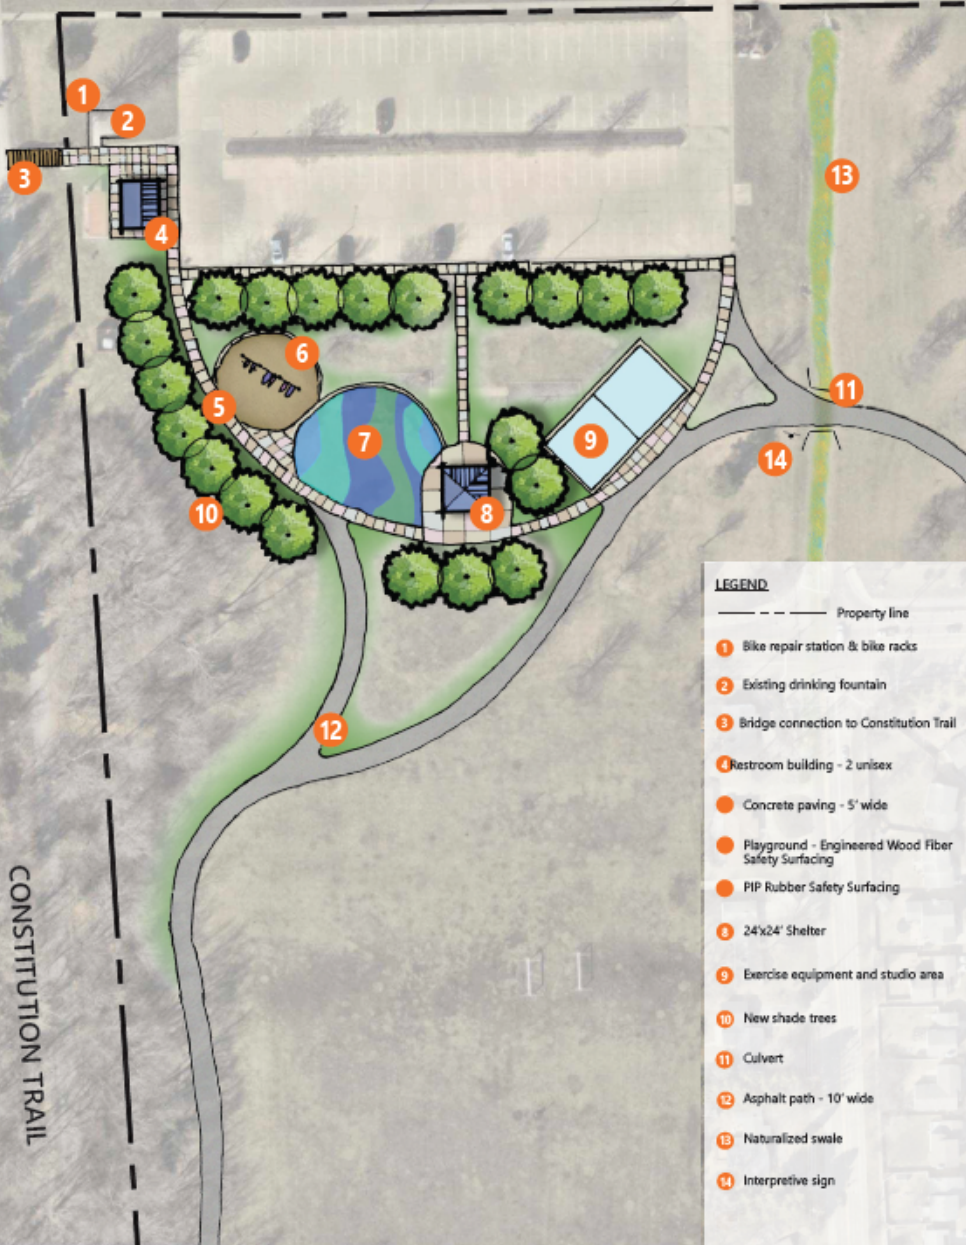 1
2
3
4
13
6
5
7
9
8
10
11
14
12
CONSTITUTION TRAIL
LEGEND
Property line
1 Bike repair station & bike racks
2 Existing drinking fountain
3 Bridge connection to Constitution Trail
4 Restroom building - 2 unisex
Concrete paving - 5' wide
Playground - Engineered Wood Fiber
Safety Surfacing
PIP Rubber Safety Surfacing
8 24'x24' Shelter
9 Exercise equipment and studio area
10 New shade trees
11 Culvert
12 Asphalt path - 10' wide
13 Naturalized swale
14 Interpretive sign